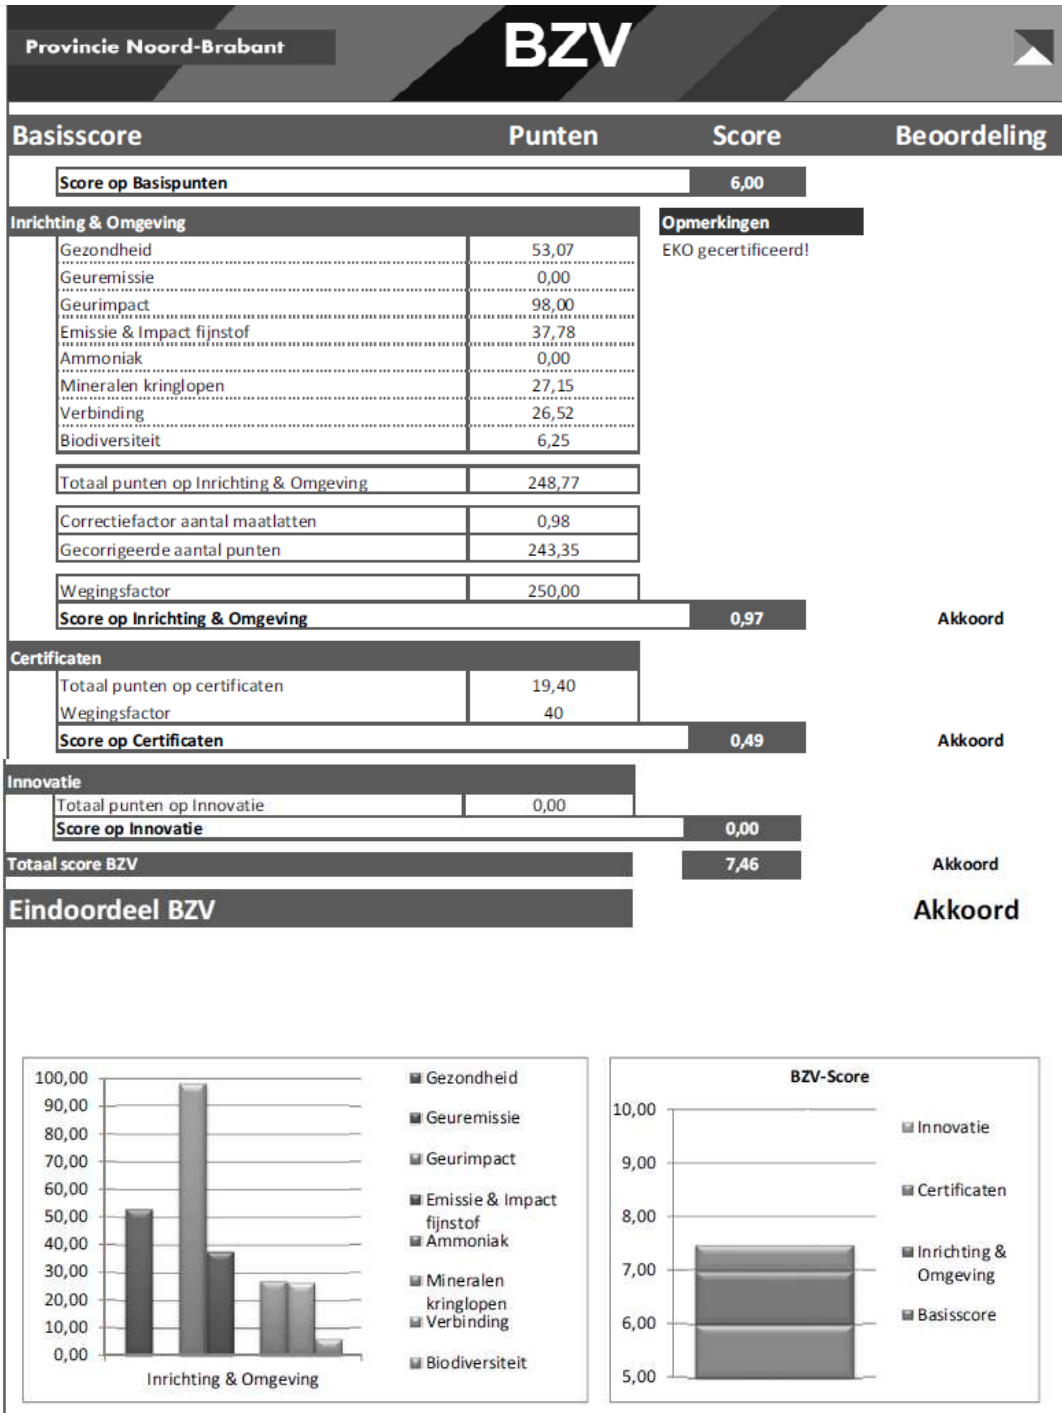 Provincie Noord-Brabant
BZV
Basisscore Punten Score Beoordeling
Score op Basispunten 6,00
Inrichting & Omgeving Opmerkingen
Gezondheid 53,07 EKO gecertificeerd!
Geuremissie 0,00
Geurimpact 98,00
Emissie & Impact fijnstof 37,78
Ammoniak 0,00
Mineralen kringlopen 27,15
Verbinding 26,52
Biodiversiteit 6,25
Totaal punten op Inrichting & Omgeving 248,77
Correctiefactor aantal maatlatten 0,98
Gecorrigeerde aantal punten 243,35
Wegingsfactor 250,00
Score op Inrichting & Omgeving 0,97 Akkoord
Certificaten
Totaal punten op certificaten 19,40
Wegingsfactor 40
Score op Certificaten 0,49 Akkoord
Innovatie
Totaal punten op Innovatie 0,00
Score op Innovatie 0,00
Totaal score BZV 7,46 Akkoord
Eindoordeel BZV Akkoord
100,00
90,00
80,00
70,00
60,00
50,00
40,00
30,00
20,00
10,00
0,00
Inrichting & Omgeving
Gezondheid
Geuremissie
Geurimpact
Emissie & Impact
fijnstof
Ammoniak
Mineralen
kringlopen
Verbinding
Biodiversiteit
BZV-Score
10,00
9,00
8,00
7,00
6,00
5,00
Innovatie
Certificaten
Inrichting &
Omgeving
Basisscore